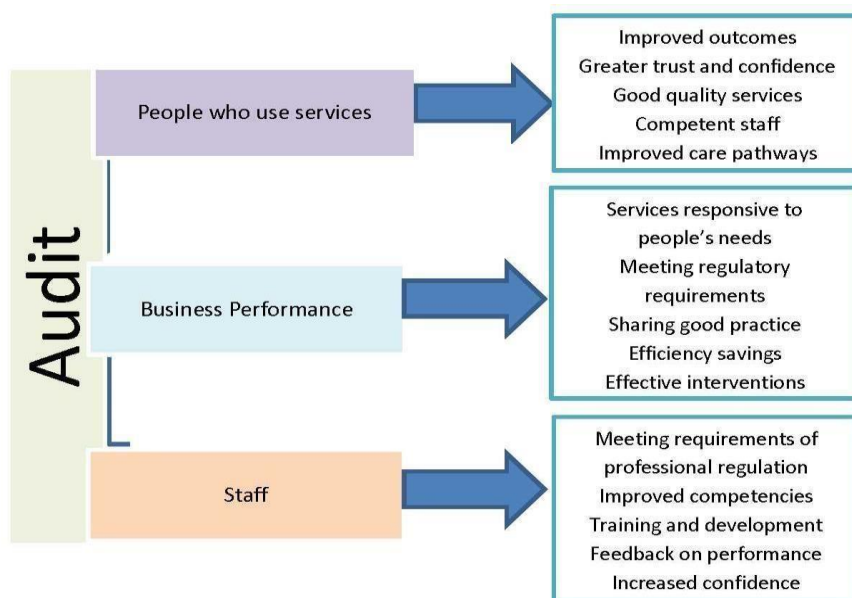 Audit
People who use services
Improved outcomes
Greater trust and confidence
Good quality services
Competent staff
Improved care pathways
Business Performance
Services responsive to
people's needs
Meeting regulatory
requirements
Sharing good practice
Efficiency savings
Effective interventions
Staff
Meeting requirements of
professional regulation
Improved competencies
Training and development
Feedback on performance
Increased confidence